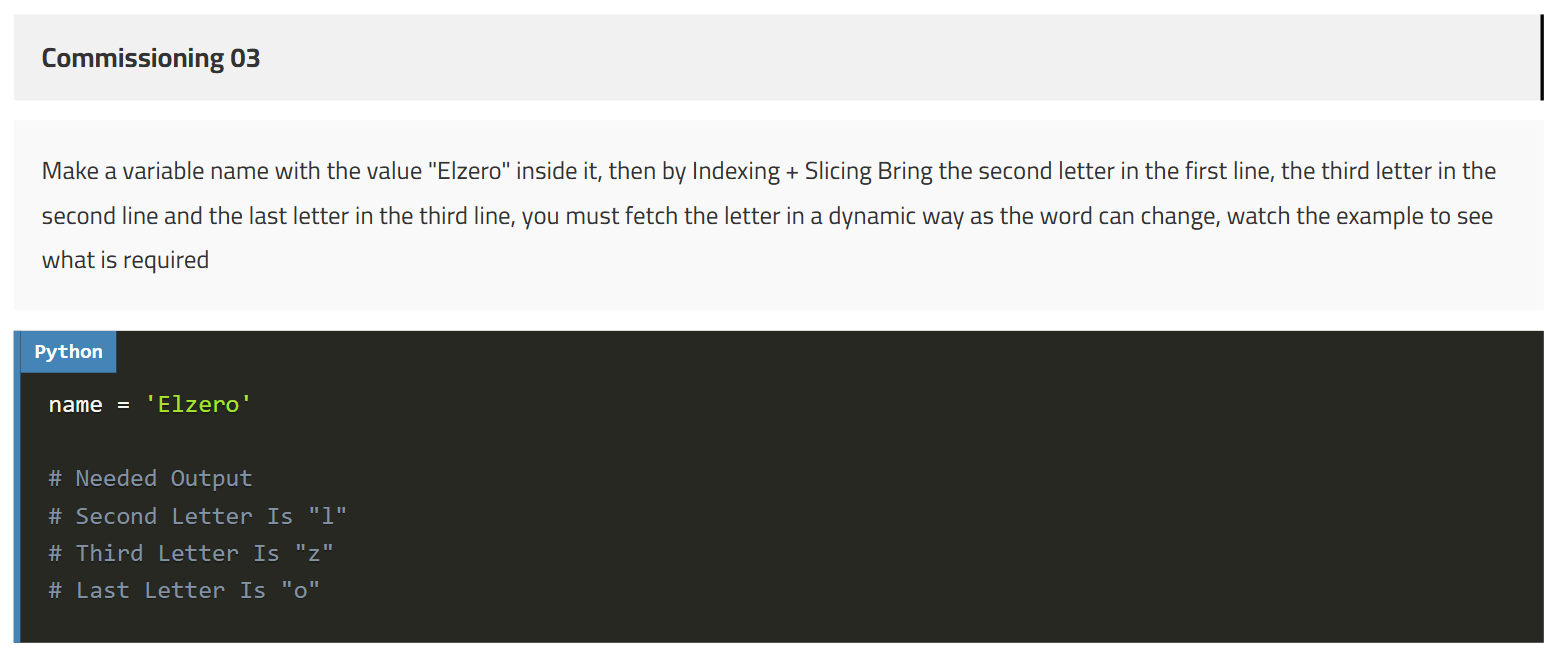 Commissioning 03
Make a variable name with the value "Elzero" inside it, then by Indexing + Slicing Bring the second letter in the first line, the third letter in the
second line and the last letter in the third line, you must fetch the letter in a dynamic way as the word can change, watch the example to see
what is required
Python
name = 'Elzero'
# Needed Output
# Second Letter Is "l"
# Third Letter Is "z"
# Last Letter Is "o"